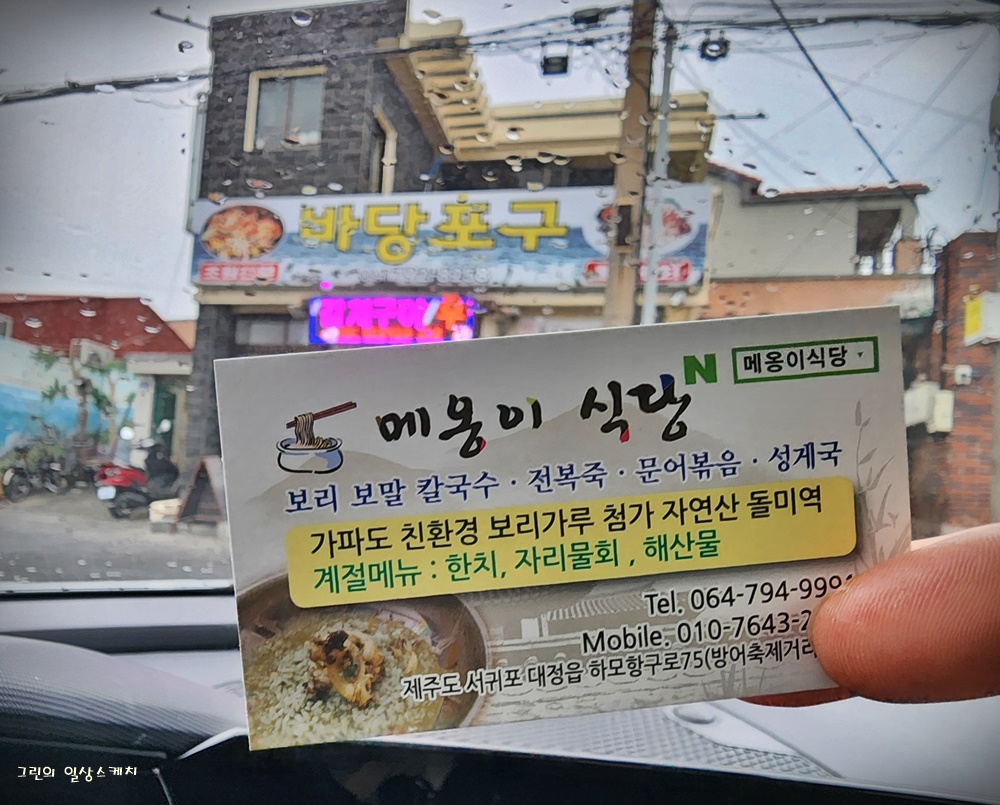 바당포구
메옹이식당
N
메옹이 식당
보리 보말 칼국수 · 전복죽 · 문어볶음 · 성게국
가파도 친환경 보리가루 첨가 자연산 돌미역
계절메뉴 : 한치, 자리물회 , 해산물
Tel. 064-794-999
Mobile. 010-7643-2
제주도 서귀포 대정읍 하모항구로75(방어축제거리
그린의 일상스케치